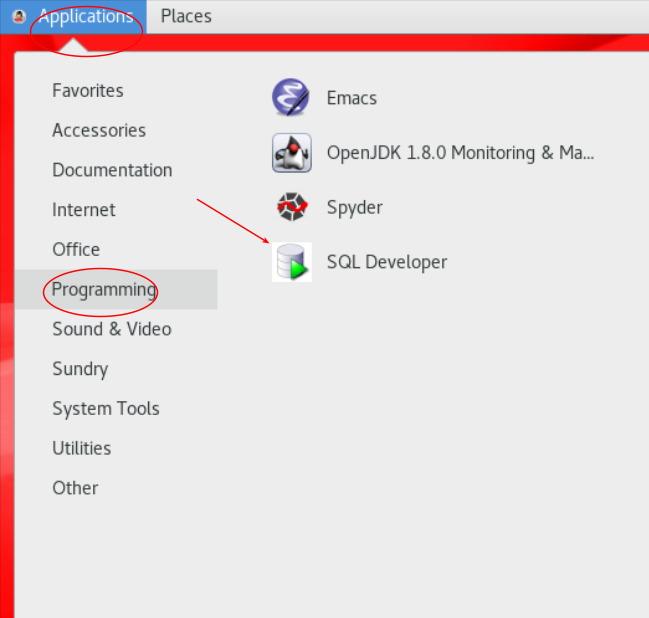 Applications Places
Favorites
Accessories
Documentation
Internet
Office
Programming
Sound & Video
Sundry
System Tools
Utilities
Other
Emacs
OpenJDK 1.8.0 Monitoring & Ma...
Spyder
SQL Developer